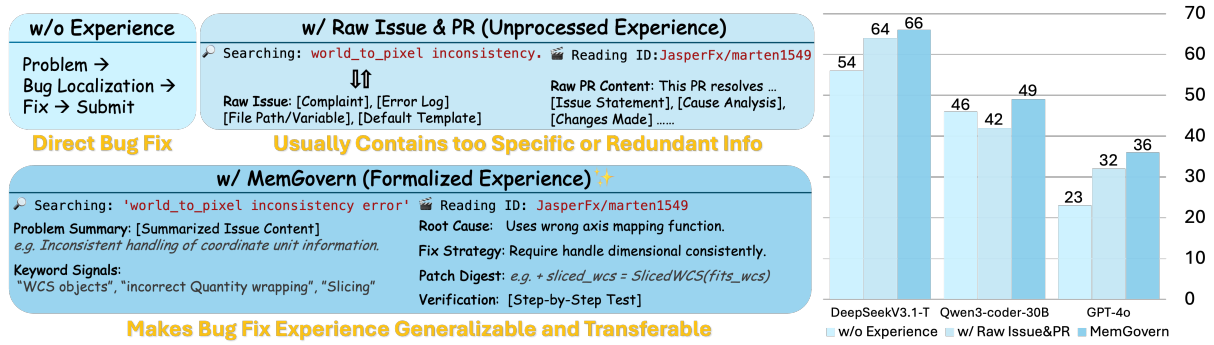 w/o Experience
Problem →
Bug Localization →
Fix → Submit
Direct Bug Fix
w/ Raw Issue & PR (Unprocessed Experience)
Searching: world_to_pixel inconsistency.
Raw Issue: [Complaint], [Error Log]
[File Path/Variable], [Default Template]
Reading ID:JasperFx/marten1549
Raw PR Content: This PR resolves …
[Issue Statement], [Cause Analysis],
[Changes Made] ……
Usually Contains too Specific or Redundant Info
w/ MemGovern (Formalized Experience)✨
Searching: 'world_to_pixel inconsistency error'
Problem Summary: [Summarized Issue Content]
e.g. Inconsistent handling of coordinate unit information.
Keyword Signals:
“WCS objects”, “incorrect Quantity wrapping”, “Slicing”
Reading ID: JasperFx/marten1549
Root Cause: Uses wrong axis mapping function.
Fix Strategy: Require handle dimensional consistently.
Patch Digest: e.g. + sliced_wcs = SlicedWCS(fits_wcs)
Verification: [Step-by-Step Test]
Makes Bug Fix Experience Generalizable and Transferable
70
60
50
40
30
20
10
0
54
64
66
46
42
49
23
32
36
DeepSeekV3.1-T
Qwen3-coder-30B
GPT-4o
w/o Experience
w/ Raw Issue&PR
MemGovern